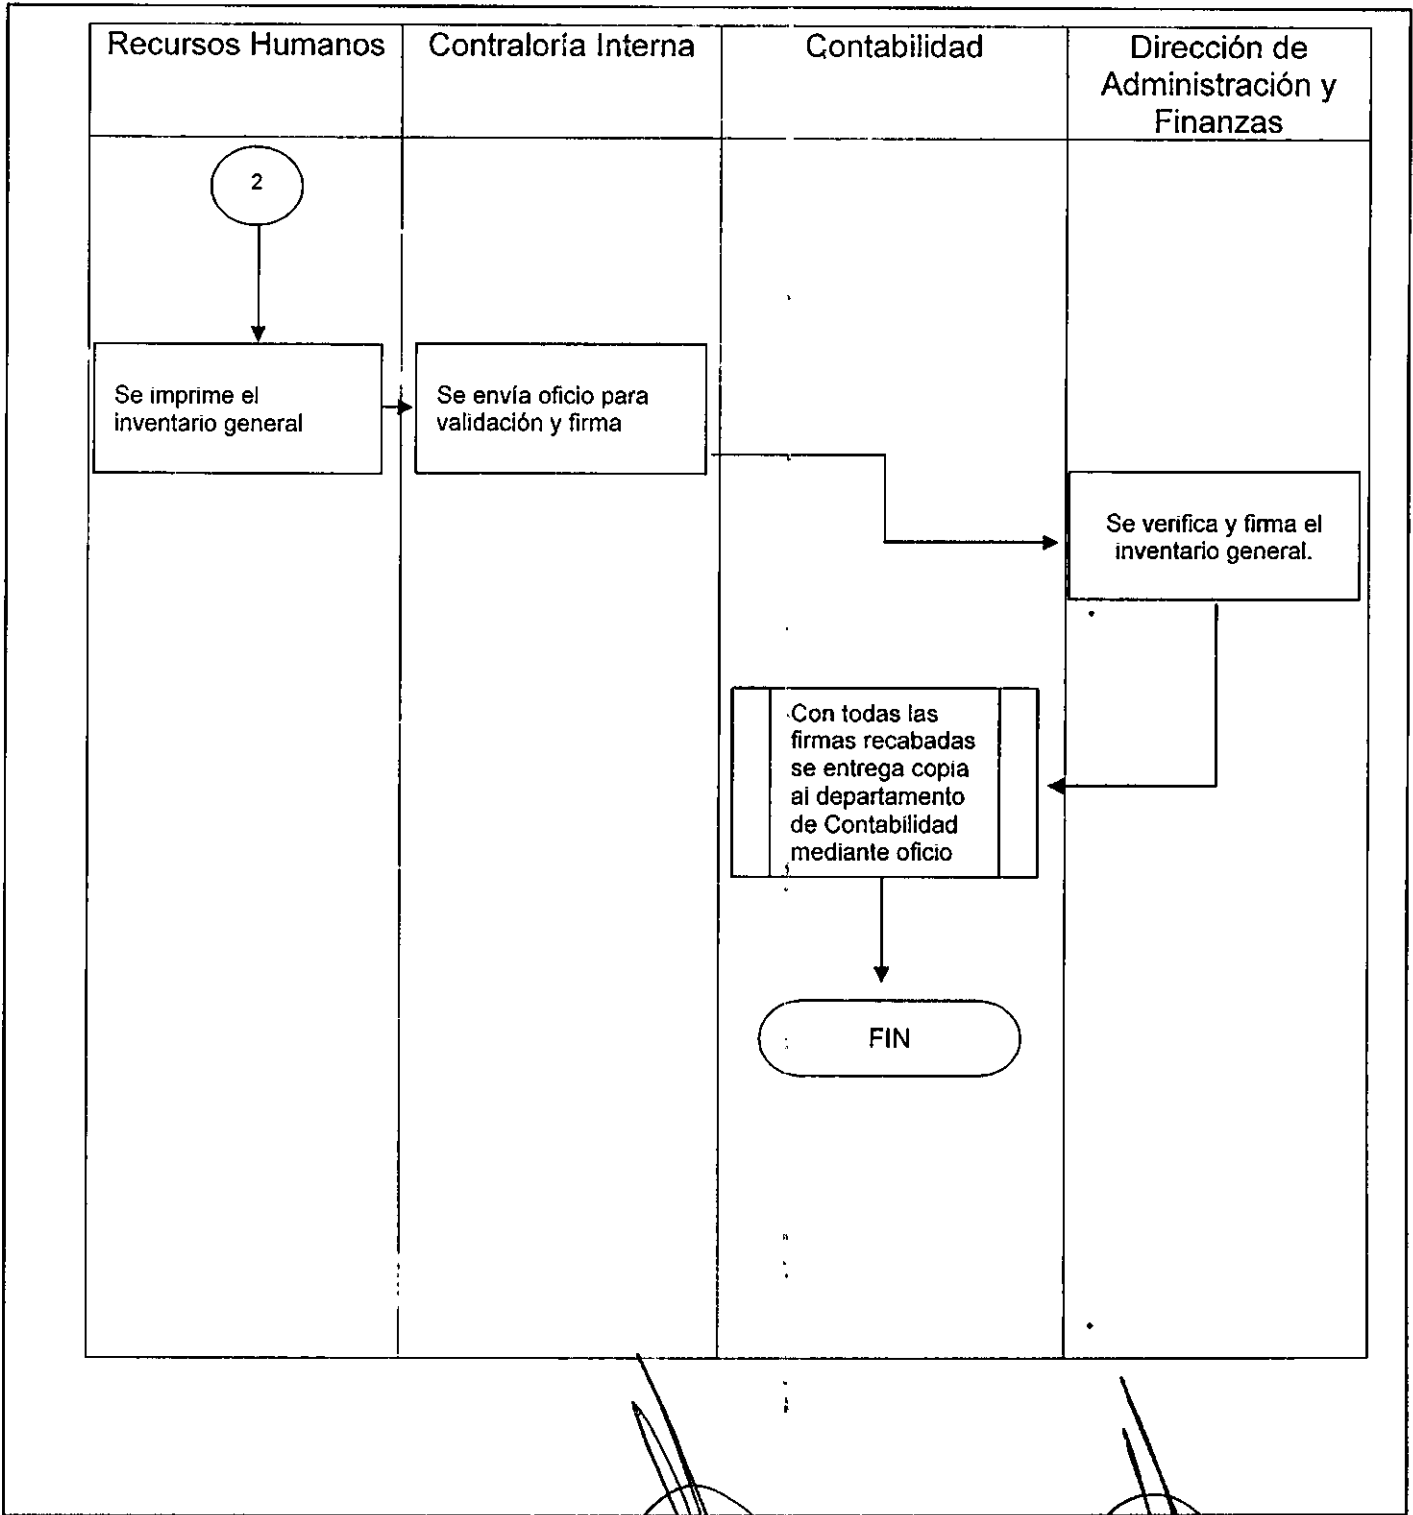 Recursos Humanos
Contraloría Interna
Contabilidad
Dirección de
Administración y
Finanzas
2
Se imprime el
inventario general
Se envía oficio para
validación y firma
Se verifica y firma el
inventario general.
Con todas las
firmas recabadas
se entrega copia
al departamento
de Contabilidad
mediante oficio
FIN